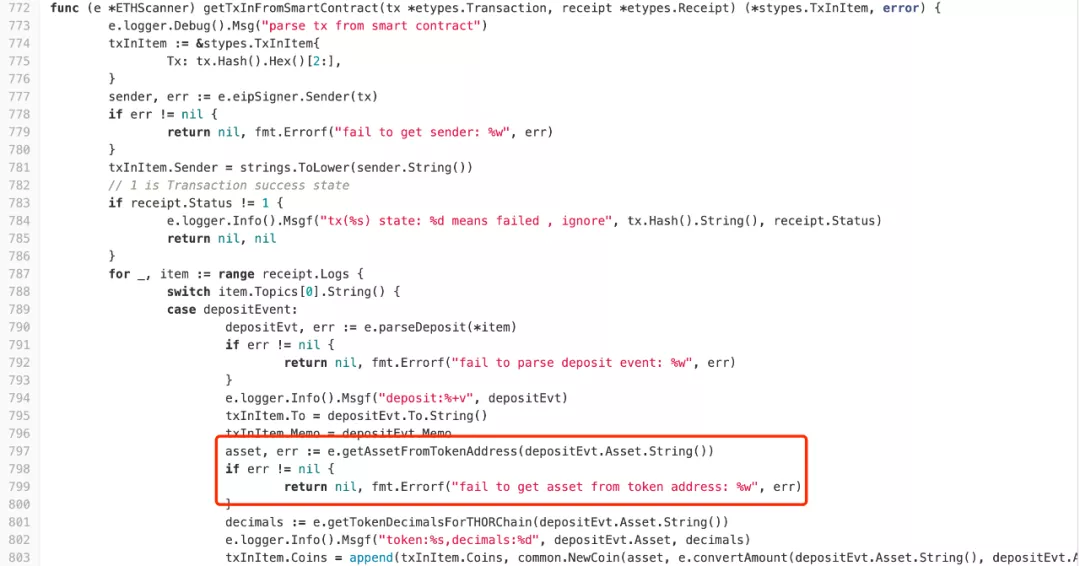 772 func (e *ETHScanner) getTxInFromSmartContract(tx *etypes.Transaction, receipt *etypes.Receipt) (*stypes.TxInItem, error) {
773 e.logger.Debug().Msg("parse tx from smart contract")
774 txInItem := &stypes.TxInItem{
775 Tx: tx.Hash().Hex()[2:],
776 }
777 sender, err := e.eipSigner.Sender(tx)
778 if err != nil {
779 return nil, fmt.Errorf("fail to get sender: %w", err)
780 }
781 txInItem.Sender = strings.ToLower(sender.String())
782 // 1 is Transaction success state
783 if receipt.Status != 1 {
784 e.logger.Info().Msgf("tx(%s) state: %d means failed , ignore", tx.Hash().String(), receipt.Status)
785 return nil, nil
786 }
787 for _, item := range receipt.Logs {
788 switch item.Topics[0].String() {
789 case depositEvent:
790 depositEvt, err := e.parseDeposit(*item)
791 if err != nil {
792 return nil, fmt.Errorf("fail to parse deposit event: %w", err)
793 }
794 e.logger.Info().Msgf("deposit:%+v", depositEvt)
795 txInItem.To = depositEvt.To.String()
796 txInItem.Memo = depositEvt.Memo
797 asset, err := e.getAssetFromTokenAddress(depositEvt.Asset.String())
798 if err != nil {
799 return nil, fmt.Errorf("fail to get asset from token address: %w", err)
800 }
801 decimals := e.getTokenDecimalsForTHORChain(depositEvt.Asset.String())
802 e.logger.Info().Msgf("token:%s,decimals:%d", depositEvt.Asset, decimals)
803 txInItem.Coins = append(txInItem.Coins, common.NewCoin(asset, e.convertAmount(depositEvt.Asset.String(), depositEvt.A